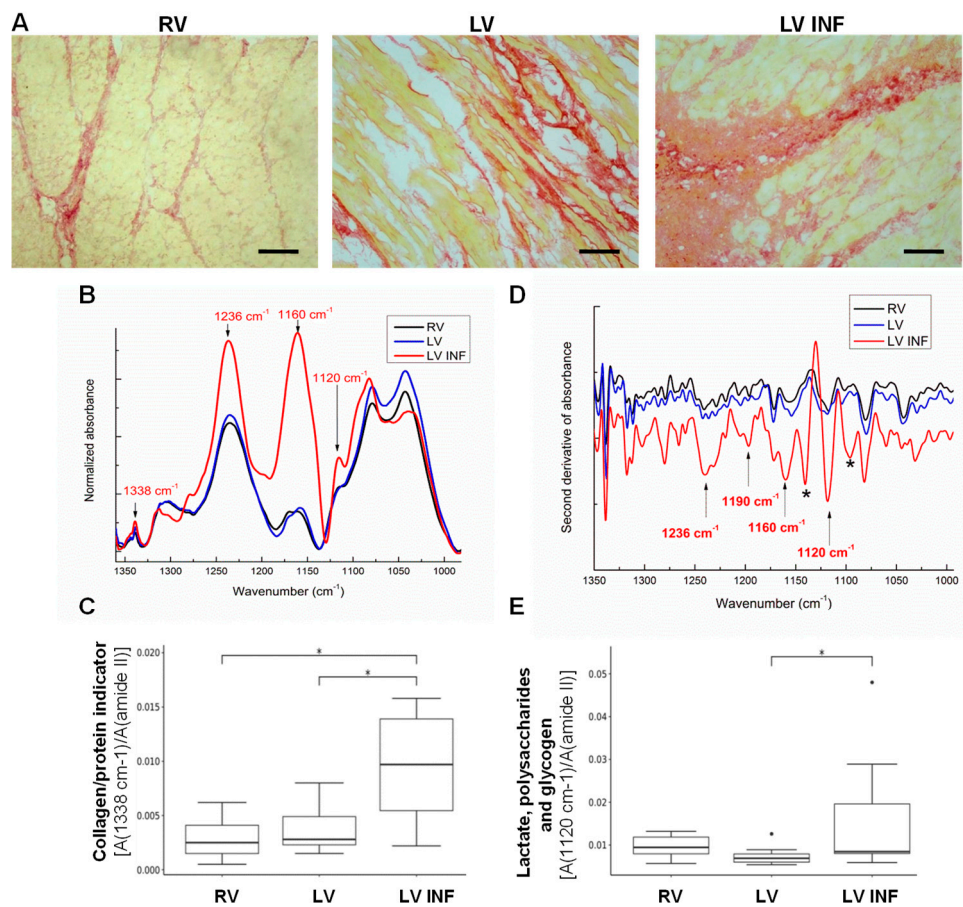 A
RV
LV
LV INF
B
1236 cm-1
1160 cm-1
RV
LV
LV INF
1120 cm-1
1338 cm-1
Normalized absorbance
1350
1300
1250
1200
1150
1100
1050
Wavenumber (cm-1)
D
RV
LV
LV INF
Second derivative of absorbance
*
*
1190 cm-1
1236 cm-1
1160 cm-1
1120 cm-1
1350
1300
1250
1200
1150
1100
1050
1000
Wavenumber (cm-1)
C
Collagen/protein indicator
[A(1338 cm-1)/A(amide II)]
0.020
0.015
0.010
0.005
0.000
*
*
RV
LV
LV INF
E
Lactate, polysaccharides
and glycogen
[A(1120 cm-1)/A(amide II)]
0.05
0.04
0.03
0.02
0.01
*
RV
LV
LV INF